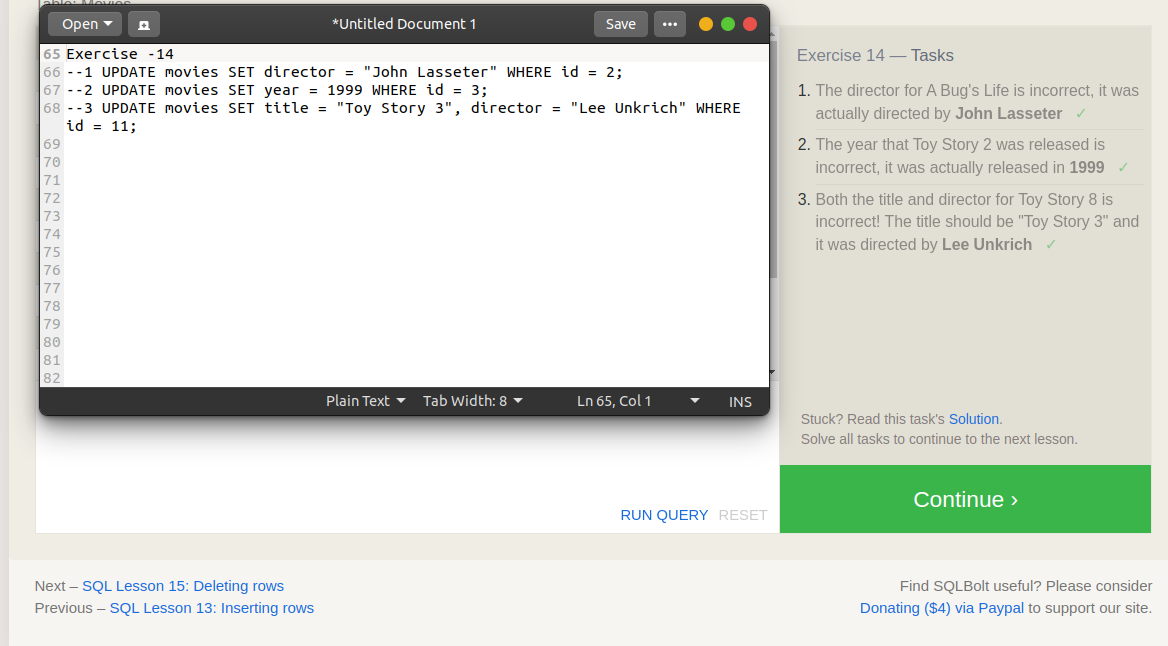 able: Movies
Open
*Untitled Document 1
Save
65 Exercise -14
66 --1 UPDATE movies SET director = "John Lasseter" WHERE id = 2;
67 --2 UPDATE movies SET year = 1999 WHERE id = 3;
68 --3 UPDATE movies SET title = "Toy Story 3", director = "Lee Unkrich" WHERE
id = 11;
69
70
71
72
73
74
75
76
77
78
79
80
81
82
Plain Text Tab Width: 8 Ln 65, Col 1 INS
RUN QUERY RESET
Exercise 14 — Tasks
1. The director for A Bug's Life is incorrect, it was
actually directed by John Lasseter ✓
2. The year that Toy Story 2 was released is
incorrect, it was actually released in 1999 ✓
3. Both the title and director for Toy Story 8 is
incorrect! The title should be "Toy Story 3" and
it was directed by Lee Unkrich ✓
Stuck? Read this task's Solution.
Solve all tasks to continue to the next lesson.
Continue ›
Next – SQL Lesson 15: Deleting rows
Previous – SQL Lesson 13: Inserting rows
Find SQLBolt useful? Please consider
Donating ($4) via Paypal to support our site.